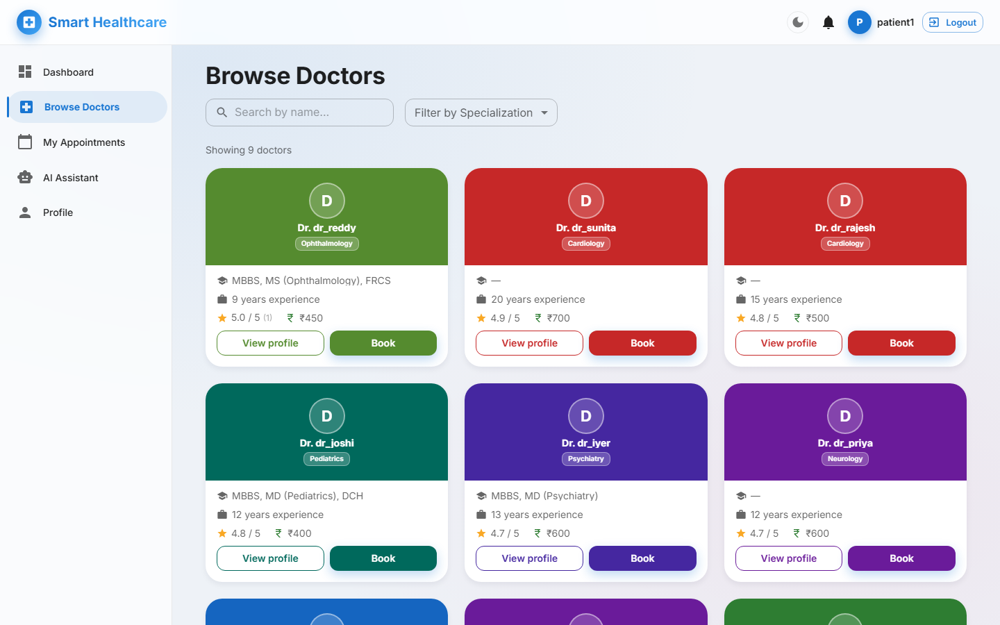 Smart Healthcare
P
patient1
Logout
Dashboard
Browse Doctors
My Appointments
AI Assistant
Profile
Browse Doctors
Search by name...
Filter by Specialization
Showing 9 doctors
D
Dr. dr_reddy
Ophthalmology
MBBS, MS (Ophthalmology), FRCS
9 years experience
5.0 / 5 (1) ₹ ₹450
View profile
Book
D
Dr. dr_sunita
Cardiology
—
20 years experience
4.9 / 5 ₹ ₹700
View profile
Book
D
Dr. dr_rajesh
Cardiology
—
15 years experience
4.8 / 5 ₹ ₹500
View profile
Book
D
Dr. dr_joshi
Pediatrics
MBBS, MD (Pediatrics), DCH
12 years experience
4.8 / 5 ₹ ₹400
View profile
Book
D
Dr. dr_iyer
Psychiatry
MBBS, MD (Psychiatry)
13 years experience
4.7 / 5 ₹ ₹600
View profile
Book
D
Dr. dr_priya
Neurology
—
12 years experience
4.7 / 5 ₹ ₹600
View profile
Book